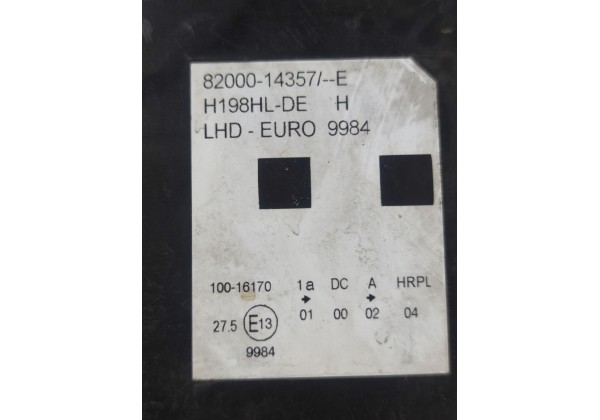 82000-14357/--E
H198HL-DE H
LHD - EURO 9984
100-16170 1a DC A HRPL
➔ ➔
27.5 E13 01 00 02 04
9984